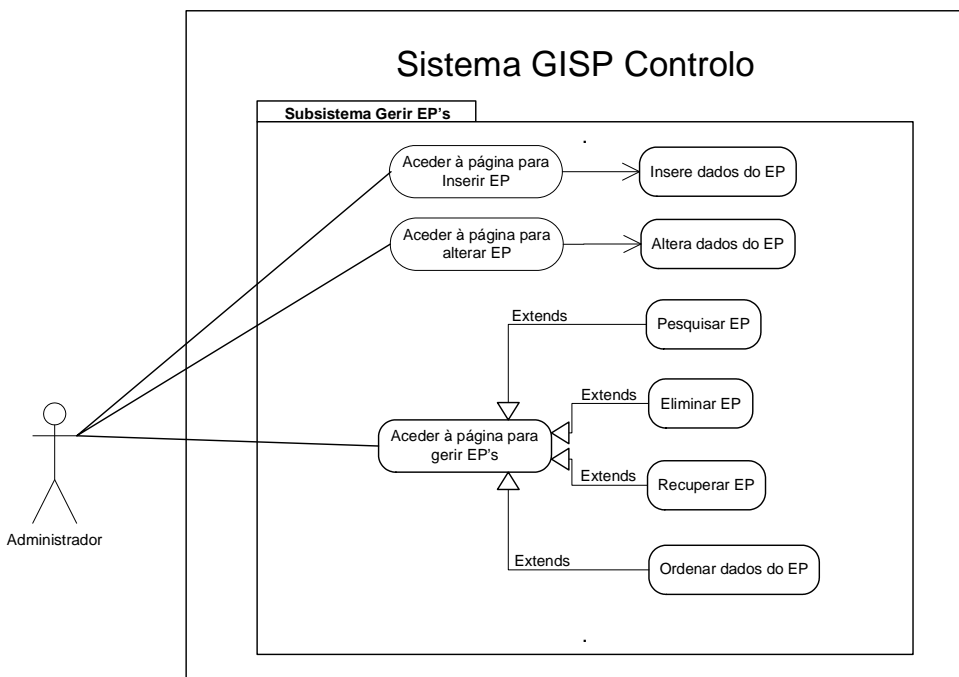 Sistema GISP Controlo
Subsistema Gerir EP's
Aceder à página para
Inserir EP
Insere dados do EP
Aceder à página para
alterar EP
Altera dados do EP
Extends
Pesquisar EP
Extends
Eliminar EP
Aceder à página para
gerir EP's
Extends
Recuperar EP
Administrador
Extends
Ordenar dados do EP